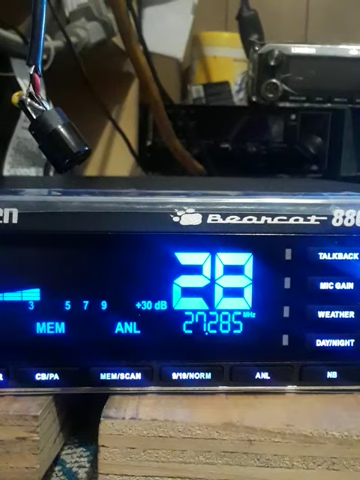 en Bearcat 880
28
TALKBACK
MIC GAIN
3 5 7 9 +30 dB
27.285 MHz
WEATHER
MEM ANL
DAY/NIGHT
R CB/PA MEM/SCAN 9/19/NORM ANL NB